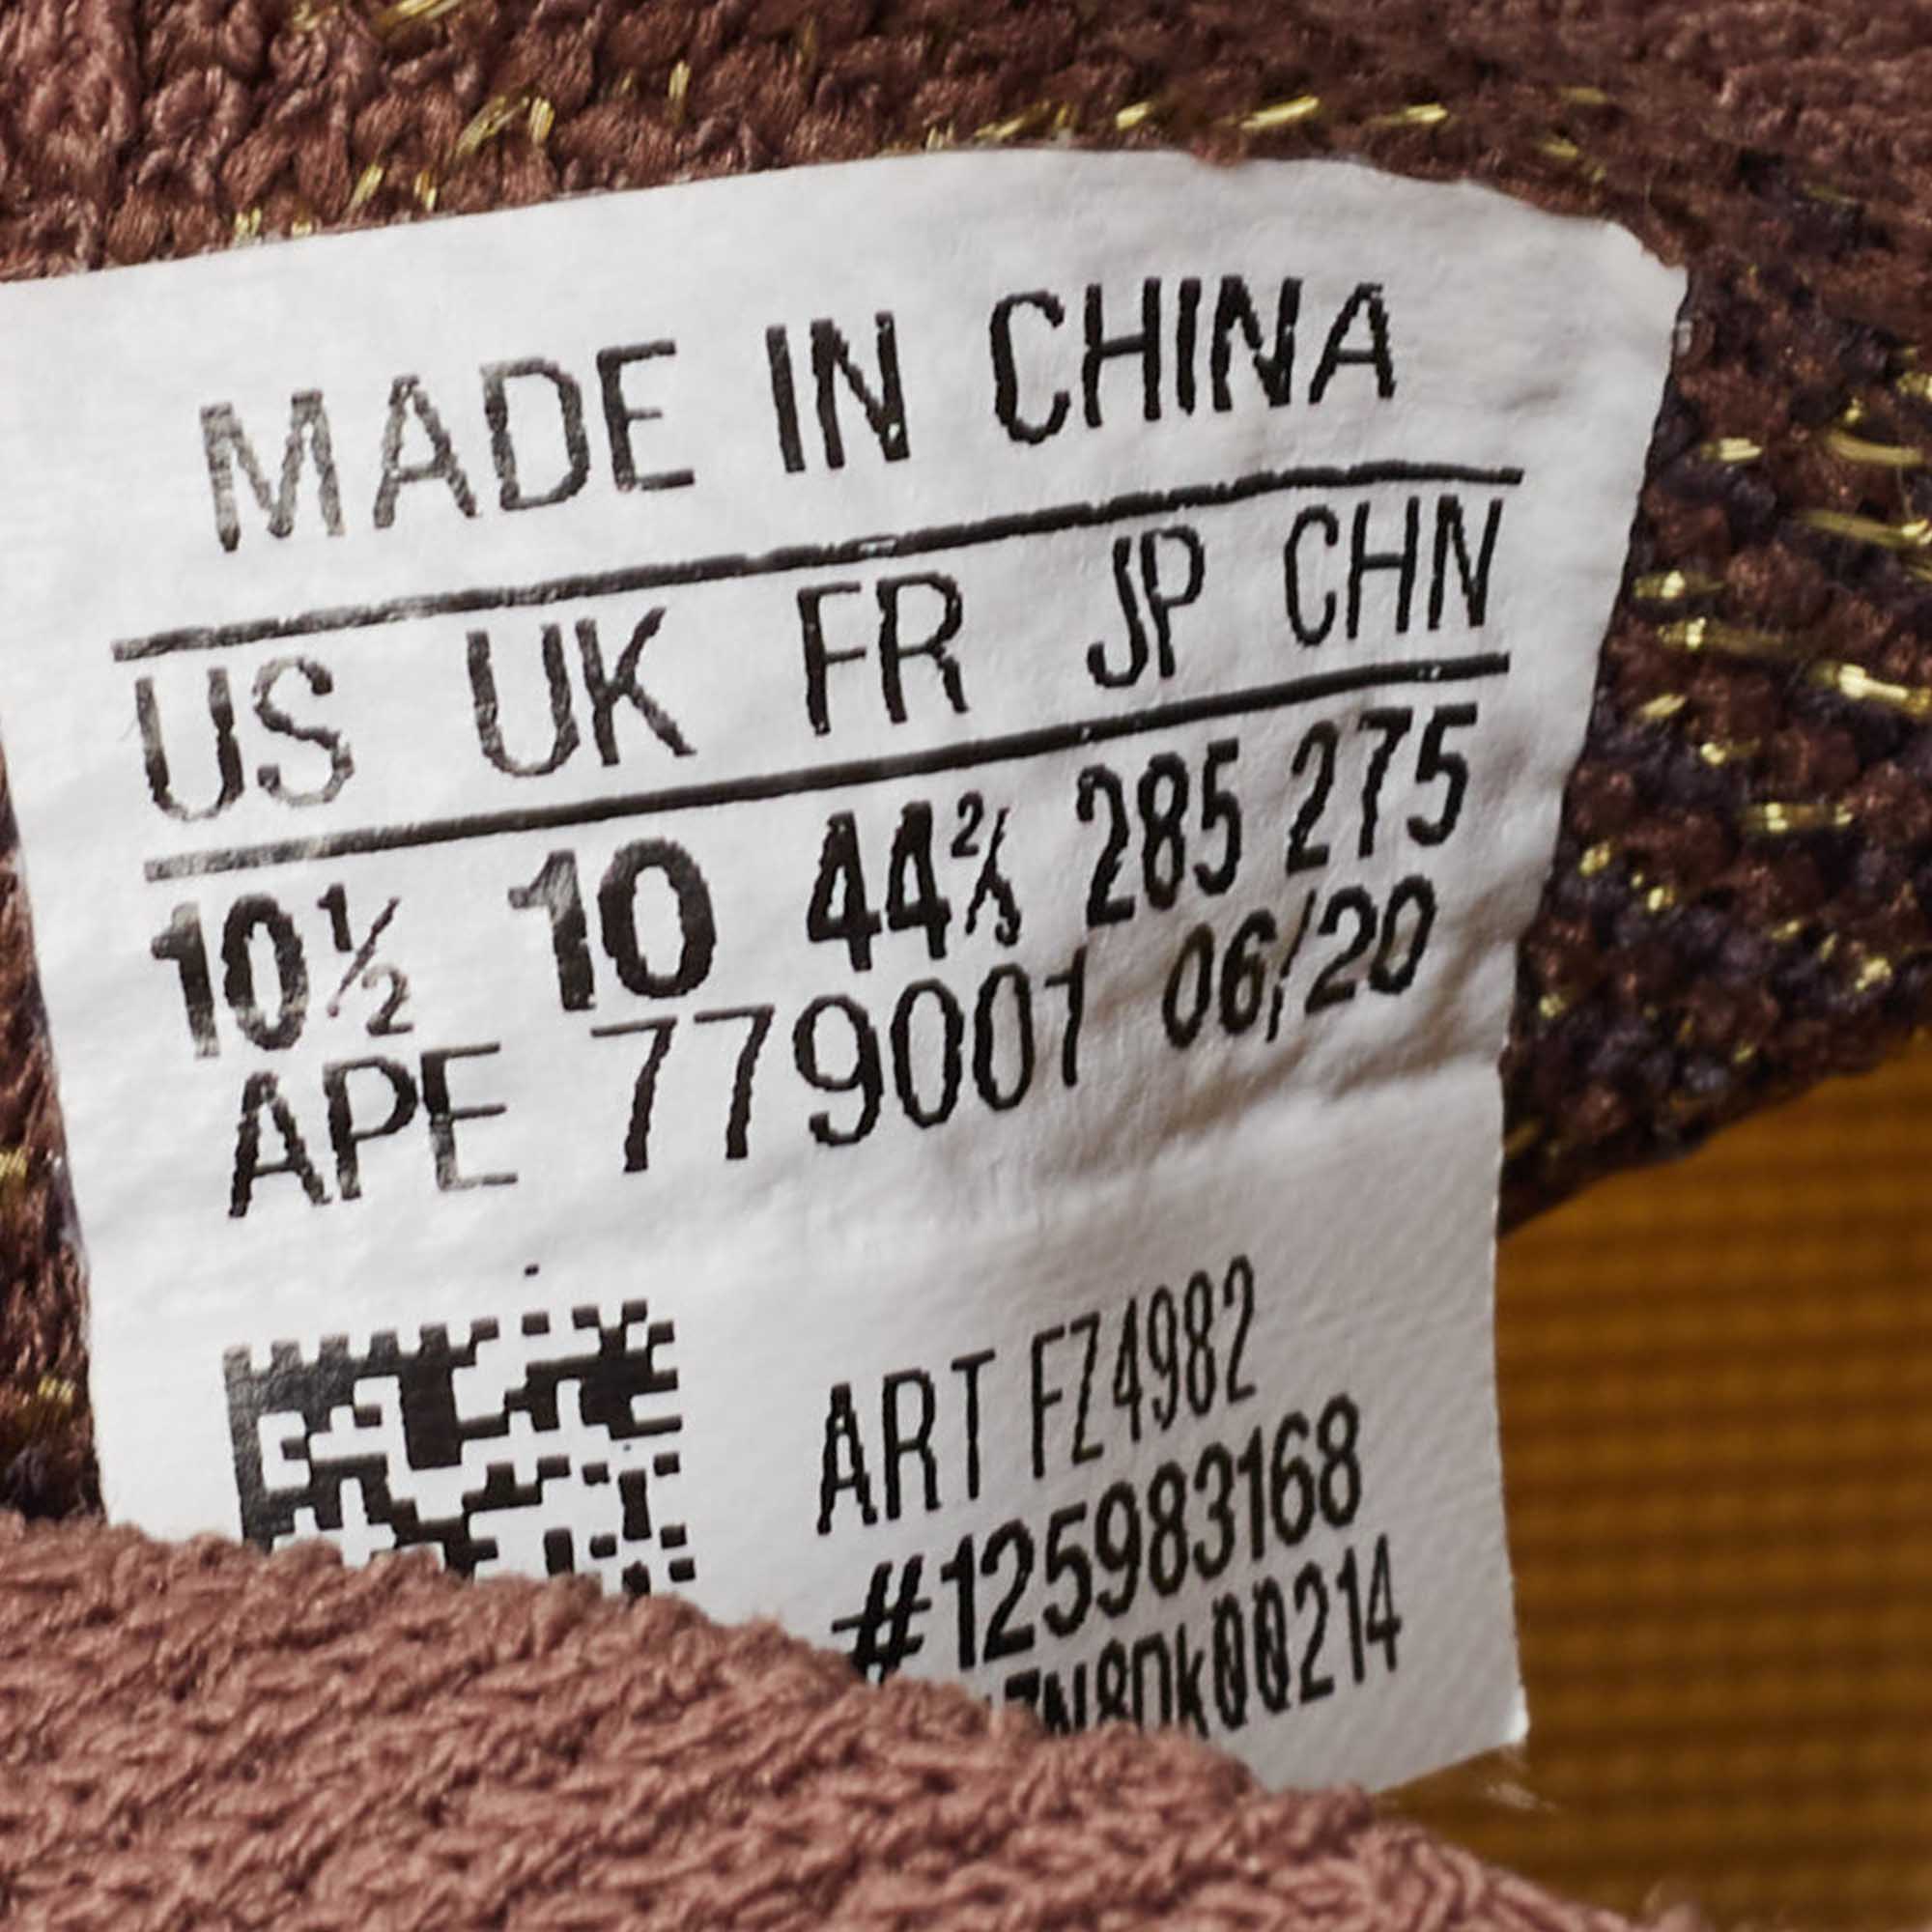 MADE IN CHINA
US UK FR JP CHN
10½ 10 44⅔ 285 275
APE 779001 06/20
ART FZ4982
#125983168